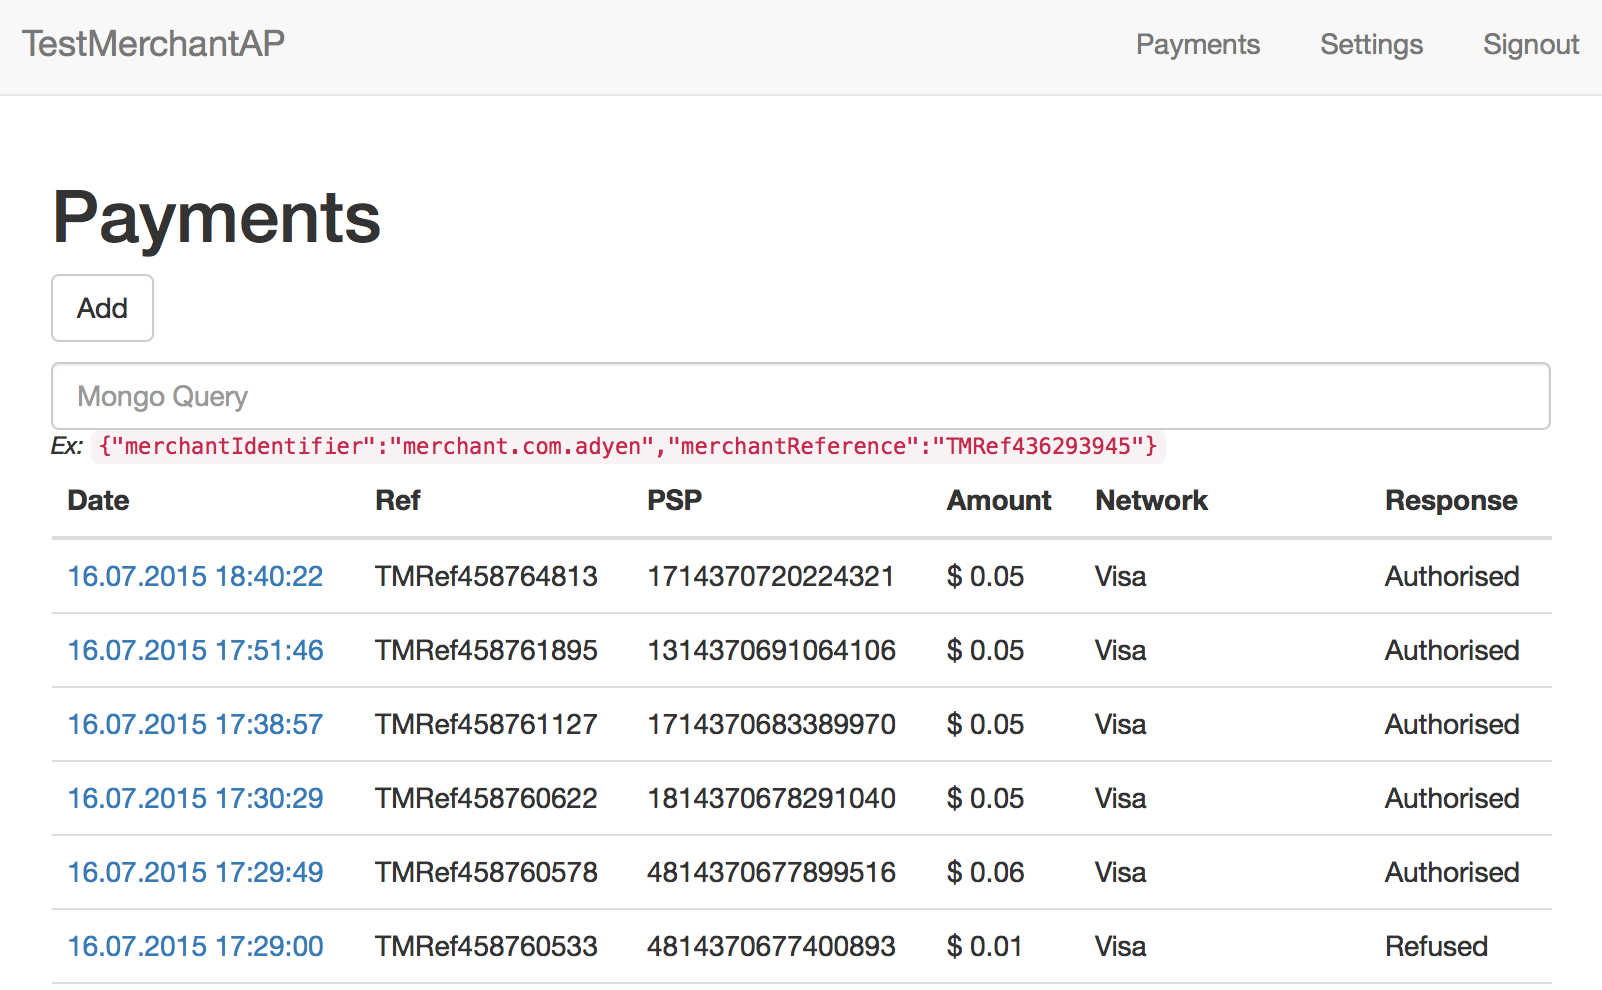 TestMerchantAP Payments Settings Signout
Payments
Add
Mongo Query
Ex: {"merchantIdentifier":"merchant.com.adyen","merchantReference":"TMRef436293945"}
Date Ref PSP Amount Network Response
16.07.2015 18:40:22 TMRef458764813 1714370720224321 $ 0.05 Visa Authorised
16.07.2015 17:51:46 TMRef458761895 1314370691064106 $ 0.05 Visa Authorised
16.07.2015 17:38:57 TMRef458761127 1714370683389970 $ 0.05 Visa Authorised
16.07.2015 17:30:29 TMRef458760622 1814370678291040 $ 0.05 Visa Authorised
16.07.2015 17:29:49 TMRef458760578 4814370677899516 $ 0.06 Visa Authorised
16.07.2015 17:29:00 TMRef458760533 4814370677400893 $ 0.01 Visa Refused